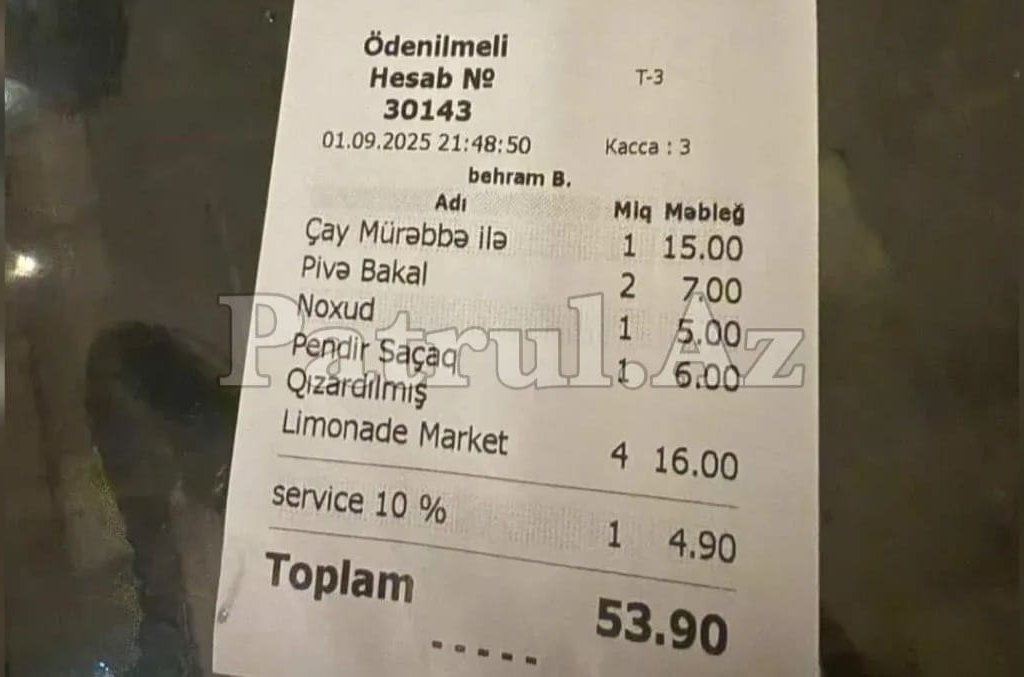 Ödenilmeli
Hesab №
30143
T-3
01.09.2025 21:48:50
Касса : 3
behram B.
Adı Miq Məbləğ
Çay Mürəbbə ilə 1 15.00
Pivə Bakal 2 7.00
Noxud 1 5.00
Pendir Saçaq 1 6.00
Qızardılmış
Limonade Market 4 16.00
service 10 % 1 4.90
Toplam 53.90
-----
Patrul.Az